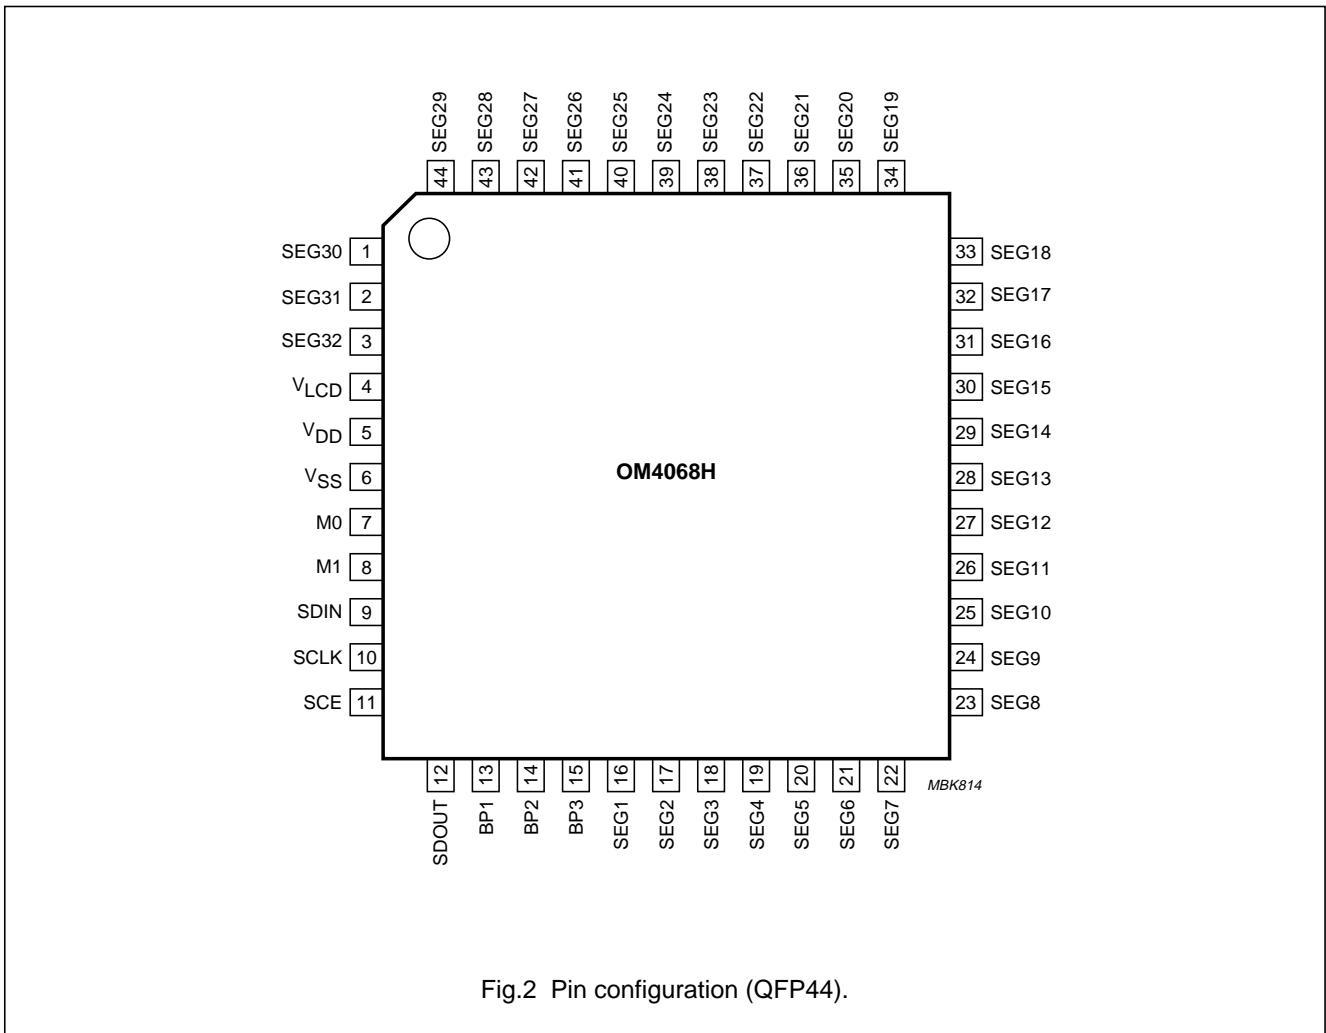 SEG29 SEG28 SEG27 SEG26 SEG25 SEG24 SEG23 SEG22 SEG21 SEG20 SEG19
44 43 42 41 40 39 38 37 36 35 34
SEG30 1 33 SEG18
SEG31 2 32 SEG17
SEG32 3 31 SEG16
VLCD 4 30 SEG15
VDD 5 29 SEG14
OM4068H
VSS 6 28 SEG13
M0 7 27 SEG12
M1 8 26 SEG11
SDIN 9 25 SEG10
SCLK 10 24 SEG9
SCE 11 23 SEG8
12 13 14 15 16 17 18 19 20 21 22
MBK814
SDOUT BP1 BP2 BP3 SEG1 SEG2 SEG3 SEG4 SEG5 SEG6 SEG7
Fig.2 Pin configuration (QFP44).